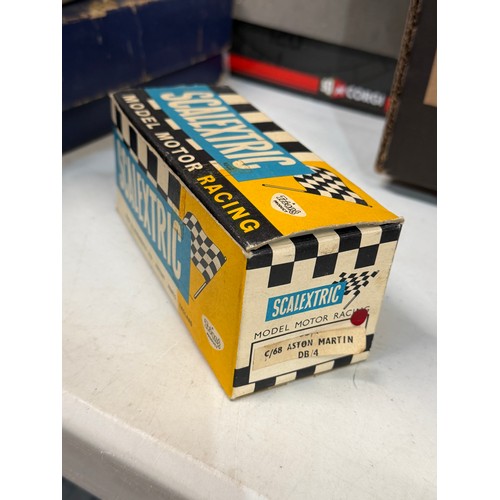 SCALEXTRIC
MODEL MOTOR RACING
SCALEXTRIC
SCALEXTRIC
MODEL MOTOR RACING
C/68 ASTON MARTIN
DB/4
CORGI